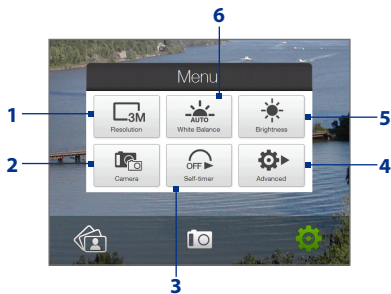 6
Menu
1
3M
AUTO
5
Resolution
White Balance
Brightness
2
OFF
4
Camera
Self-timer
Advanced
3